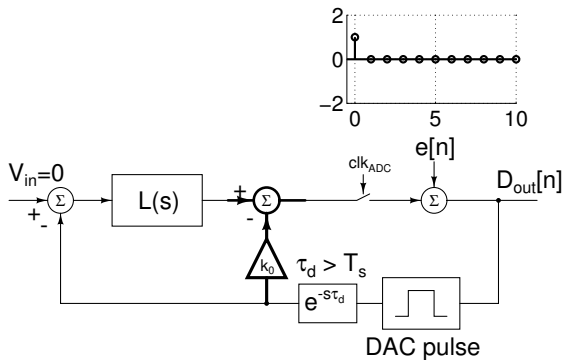 2
0
−2
0
5
10
e[n]
clk_ADC
V_in=0
D_out[n]
Σ
+
-
L(s)
+
-
Σ
Σ
k_0
τ_d > T_s
e^-sτ_d
DAC pulse